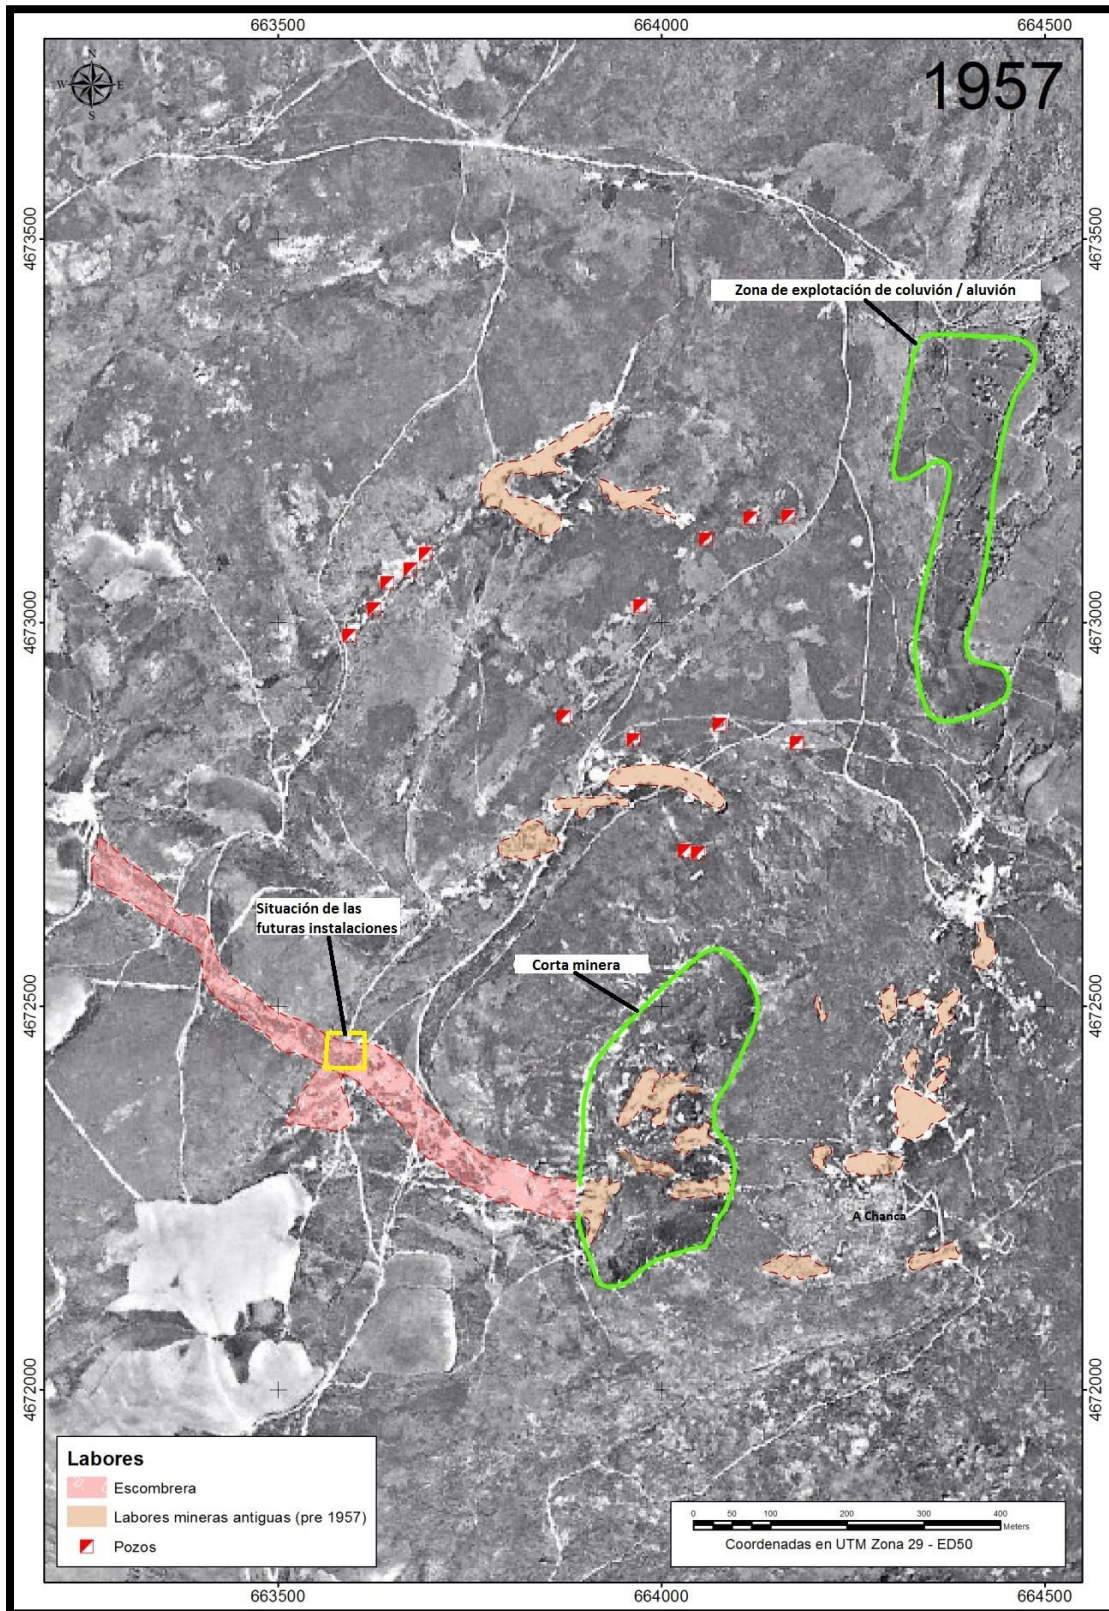 663500 664000 664500
N
W E
S
1957
4673500 4673500
Zona de explotación de coluvión / aluvión
4673000 4673000
Situación de las
futuras instalaciones
Corta minera
4672500 4672500
A Chanca
4672000 4672000
Labores
Escombrera
Labores mineras antiguas (pre 1957)
Pozos
0 50 100 200 300 400
Meters
Coordenadas en UTM Zona 29 - ED50
663500 664000 664500